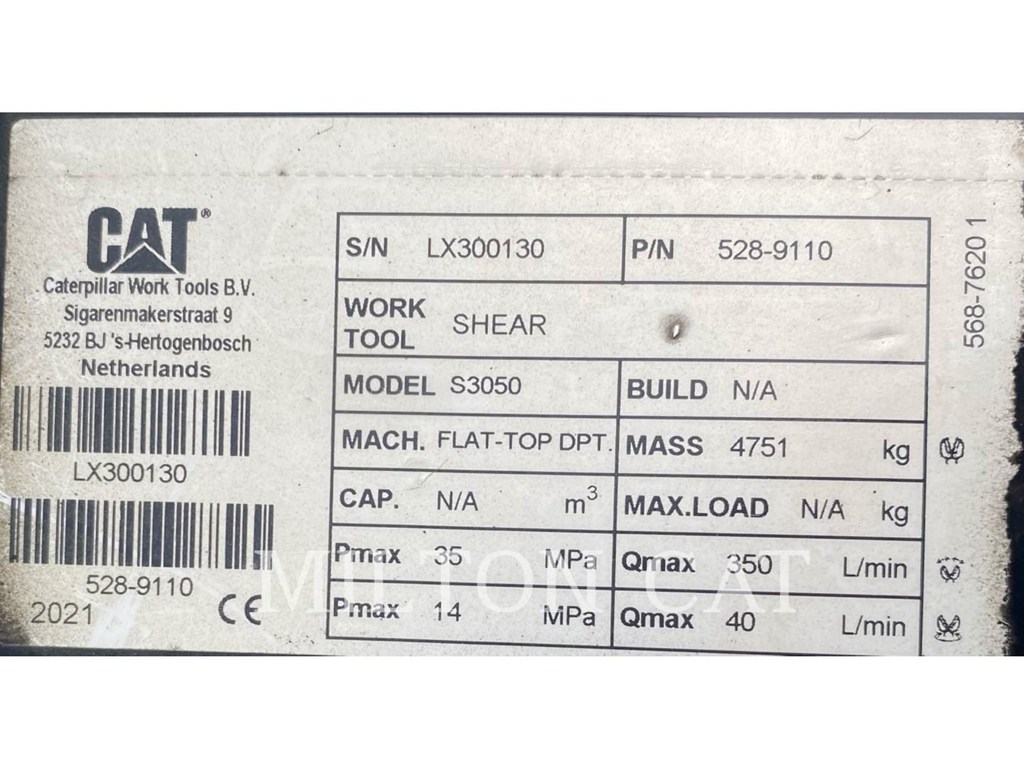 CAT®
Caterpillar Work Tools B.V.
Sigarenmakerstraat 9
5232 BJ 's-Hertogenbosch
Netherlands
LX300130
528-9110
2021 CE
S/N LX300130 P/N 528-9110
WORK TOOL SHEAR
MODEL S3050 BUILD N/A
MACH. FLAT-TOP DPT. MASS 4751 kg
CAP. N/A m³ MAX.LOAD N/A kg
Pmax 35 MPa Qmax 350 L/min
Pmax 14 MPa Qmax 40 L/min
568-7620 1
MILTON CAT